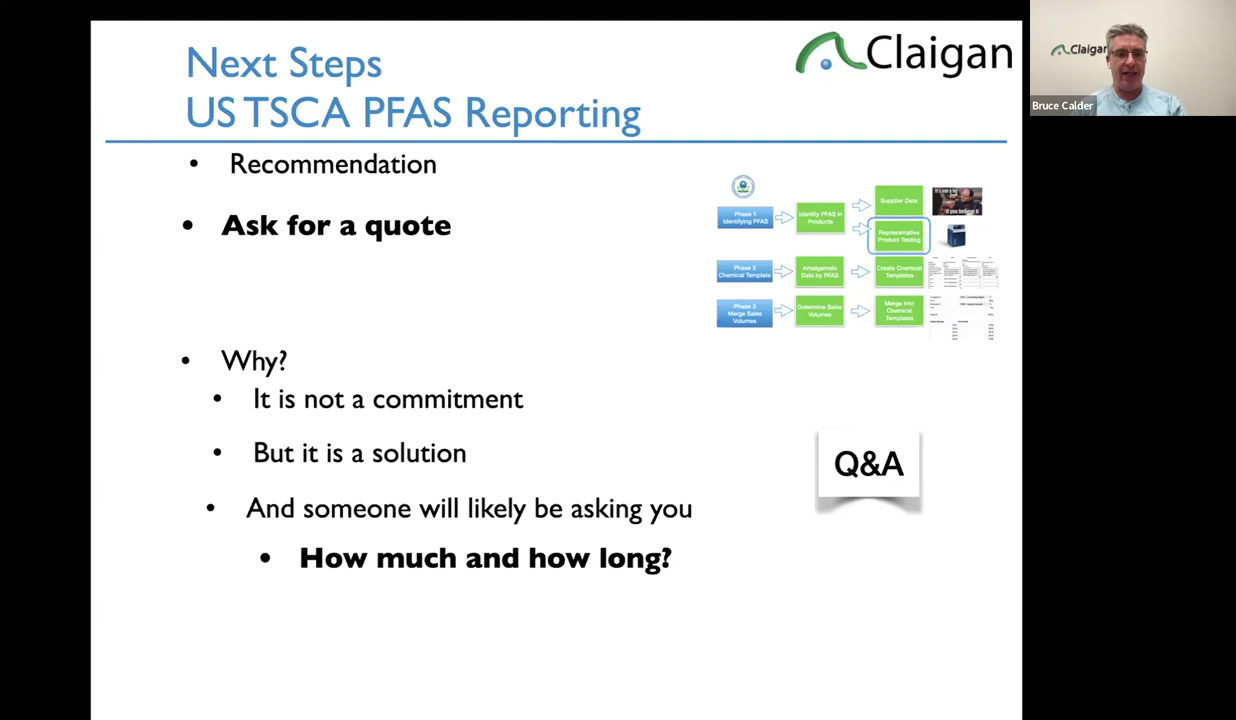 Next Steps
US TSCA PFAS Reporting
Claigan
• Recommendation
• Ask for a quote
Phase 1
Identifying PFAS
Identify PFAS in
Products
Supplier Data
Representative
Product Testing
Phase 2
Chemical Template
Amalgamate
Data by PFAS
Create Chemical
Templates
Phase 3
Merge Sales
Volumes
Determine Sales
Volumes
Merge into
Chemical
Templates
• Why?
• It is not a commitment
• But it is a solution
• And someone will likely be asking you
• How much and how long?
Q&A
Claigan
Bruce Calder